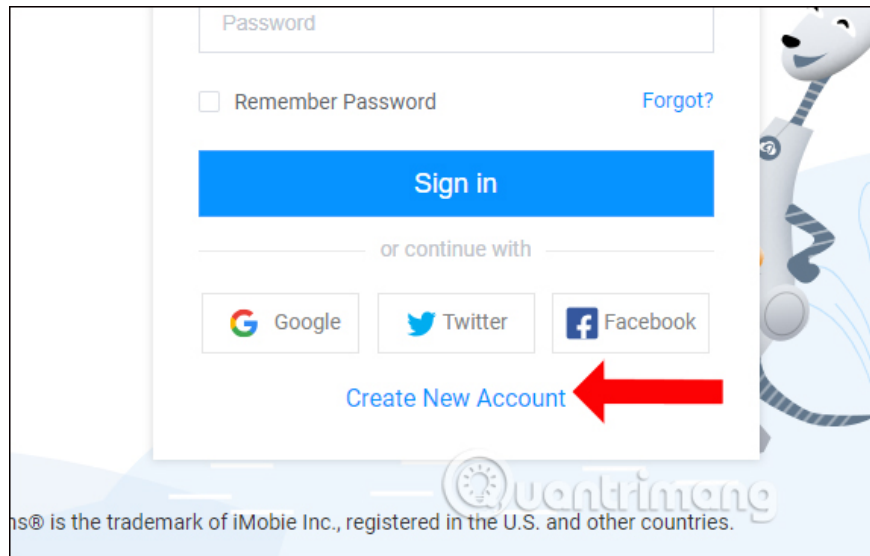 Password
Remember Password
Forgot?
Sign in
or continue with
Google
Twitter
Facebook
Create New Account
Quantrimang
ns® is the trademark of iMobie Inc., registered in the U.S. and other countries.